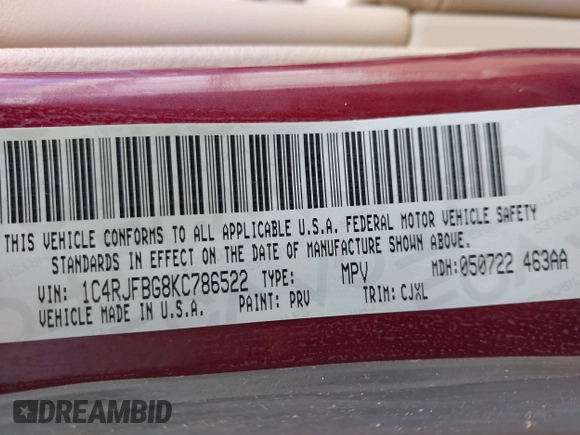 THIS VEHICLE CONFORMS TO ALL APPLICABLE U.S.A. FEDERAL MOTOR VEHICLE SAFETY
STANDARDS IN EFFECT ON THE DATE OF MANUFACTURE SHOWN ABOVE.
VIN: 1C4RJFBG8KC786522 TYPE: MPV MDH:050722 463AA
VEHICLE MADE IN U.S.A. PAINT: PRV TRIM: CJXL
DREAMBID